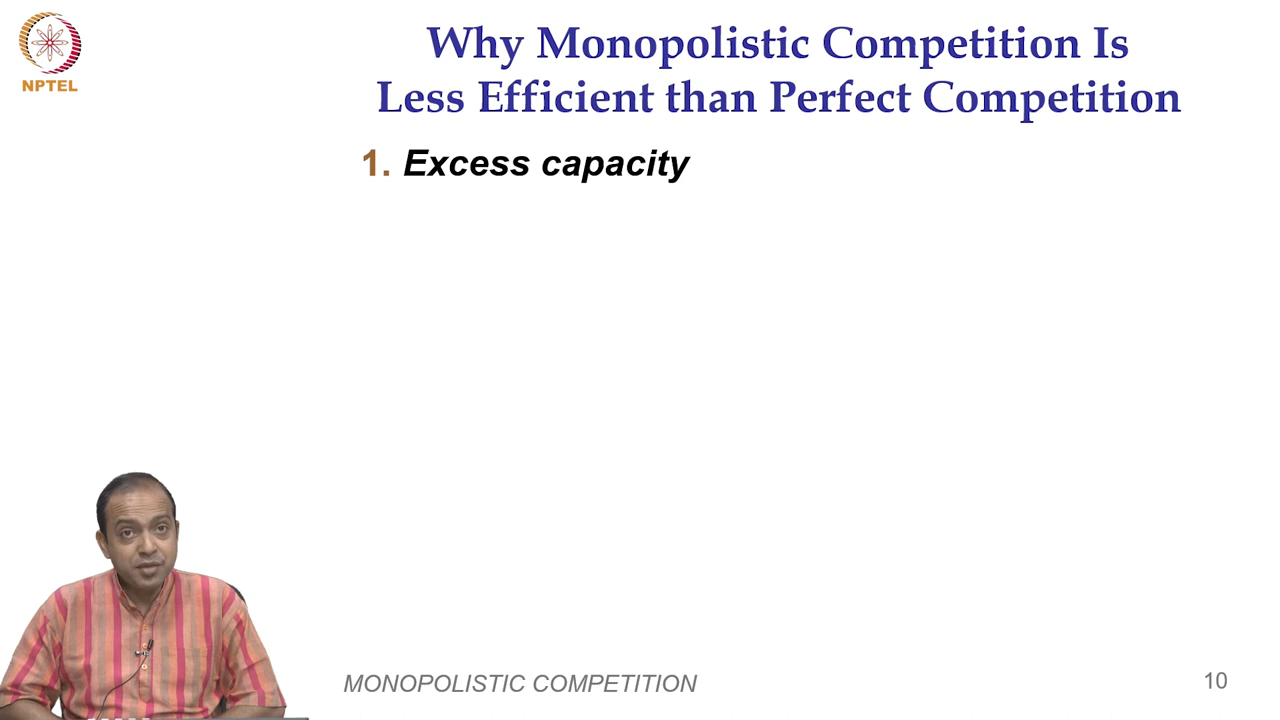 NPTEL
Why Monopolistic Competition Is
Less Efficient than Perfect Competition
1. Excess capacity
MONOPOLISTIC COMPETITION
10